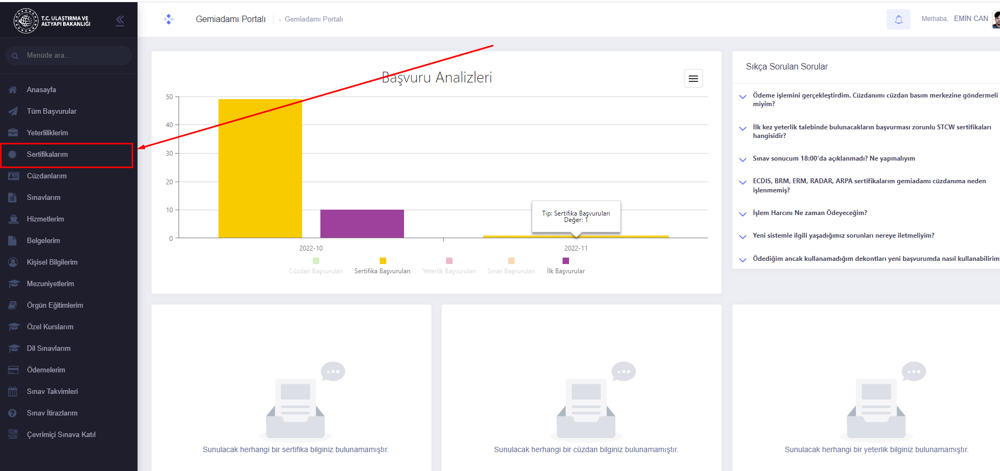 T.C. ULAŞTIRMA VE
ALTYAPI BAKANLIĞI
Gemiadamı Portalı
Gemiadamı Portalı
Merhaba, EMİN CAN
Menüde ara...
Anasayfa
Tüm Başvurular
Yeterliliklerim
Sertifikalarım
Cüzdanlarım
Sınavlarım
Hizmetlerim
Belgelerim
Kişisel Bilgilerim
Mezuniyetlerim
Örgün Eğitimlerim
Özel Kurslarım
Dil Sınavlarım
Ödemelerim
Sınav Takvimleri
Sınav İtirazlarım
Çevrimiçi Sınava Katıl
Başvuru Analizleri
50
40
30
20
10
0
Tip: Sertifika Başvuruları
Değer: 1
2022-10
2022-11
Cüzdan Başvuruları
Sertifika Başvuruları
Yeterlik Başvuruları
Sınav Başvuruları
İlk Başvurular
Sıkça Sorulan Sorular
Ödeme işlemini gerçekleştirdim. Cüzdanımı cüzdan basım merkezine göndermeli
miyim?
İlk kez yeterlik talebinde bulunacakların başvurması zorunlu STCW sertifikaları
hangisidir?
Sınav sonucum 18:00'da açıklanmadı? Ne yapmalıyım
ECDIS, BRM, ERM, RADAR, ARPA sertifikalarım gemiadamı cüzdanıma neden
işlenmemiş?
İşlem Harcını Ne zaman Ödeyeceğim?
Yeni sistemle ilgili yaşadığımız sorunları nereye iletmeliyim?
Ödediğim ancak kullanamadığım dekontları yeni başvurumda nasıl kullanabilirim?
Sunulacak herhangi bir sertifika bilginiz bulunamamıştır.
Sunulacak herhangi bir cüzdan bilginiz bulunamamıştır.
Sunulacak herhangi bir yeterlik bilginiz bulunamamıştır.